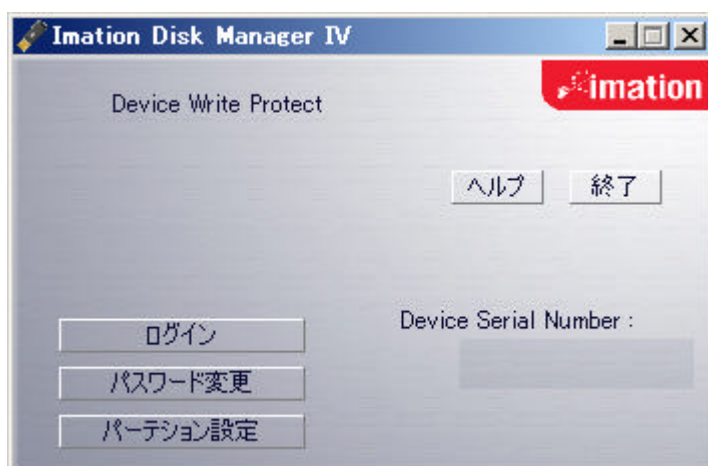 Imation Disk Manager IV
imation
Device Write Protect
ヘルプ 終了
Device Serial Number :
ログイン
パスワード変更
パーテション設定